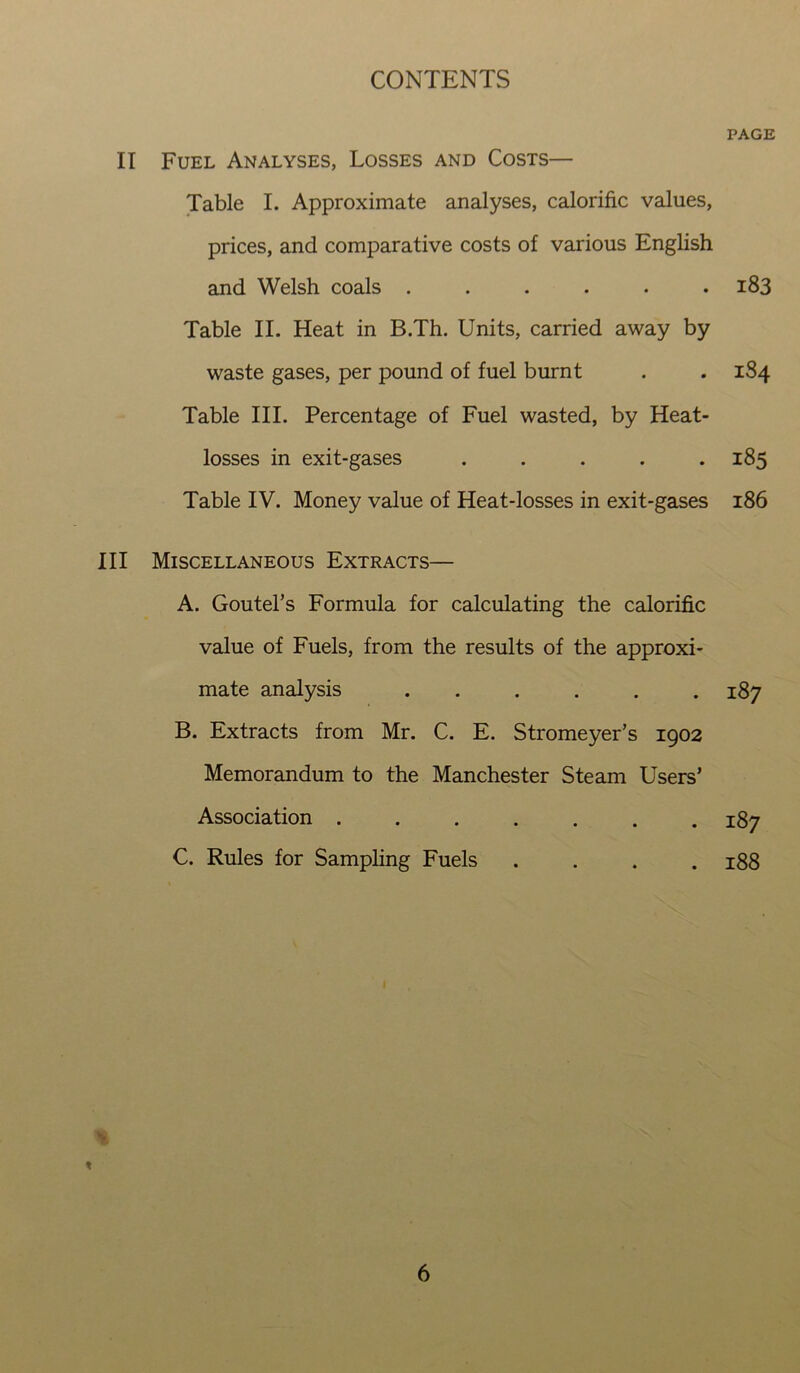 CONTENTS
PAGE
II Fuel Analyses, Losses and Costs—
Table I. Approximate analyses, calorific values,
prices, and comparative costs of various English
and Welsh coals . . . . . . 183
Table II. Heat in B.Th. Units, carried away by
waste gases, per pound of fuel burnt . . 184
Table III. Percentage of Fuel wasted, by Heat-
losses in exit-gases . . . . . 185
Table IV. Money value of Heat-losses in exit-gases 186
III Miscellaneous Extracts—
A. Goutel's Formula for calculating the calorific
value of Fuels, from the results of the approxi-
mate analysis . . . . . . 187
B. Extracts from Mr. C. E. Stromeyer's 1902
Memorandum to the Manchester Steam Users'
Association . . . . . . . 187
C. Rules for Sampling Fuels . . . . 188
6